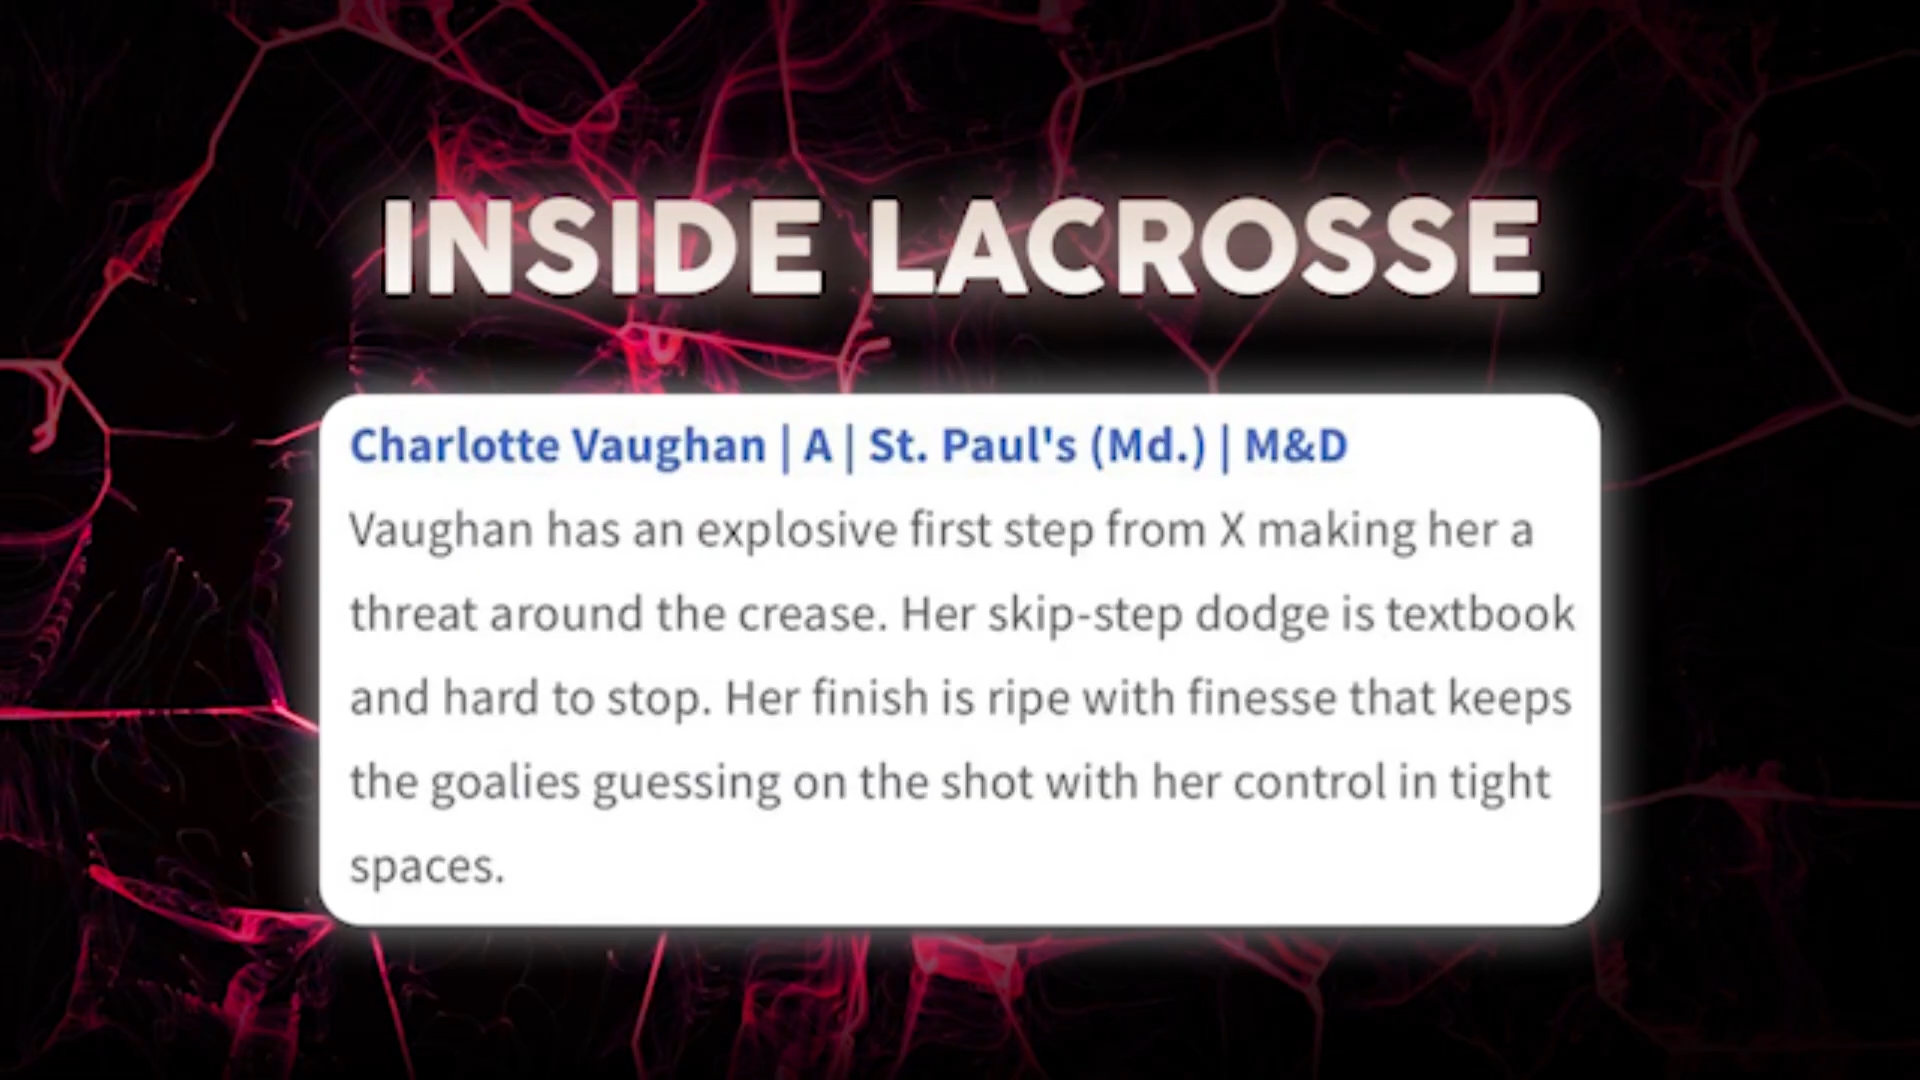 INSIDE LACROSSE
Charlotte Vaughan | A | St. Paul's (Md.) | M&D
Vaughan has an explosive first step from X making her a
threat around the crease. Her skip-step dodge is textbook
and hard to stop. Her finish is ripe with finesse that keeps
the goalies guessing on the shot with her control in tight
spaces.